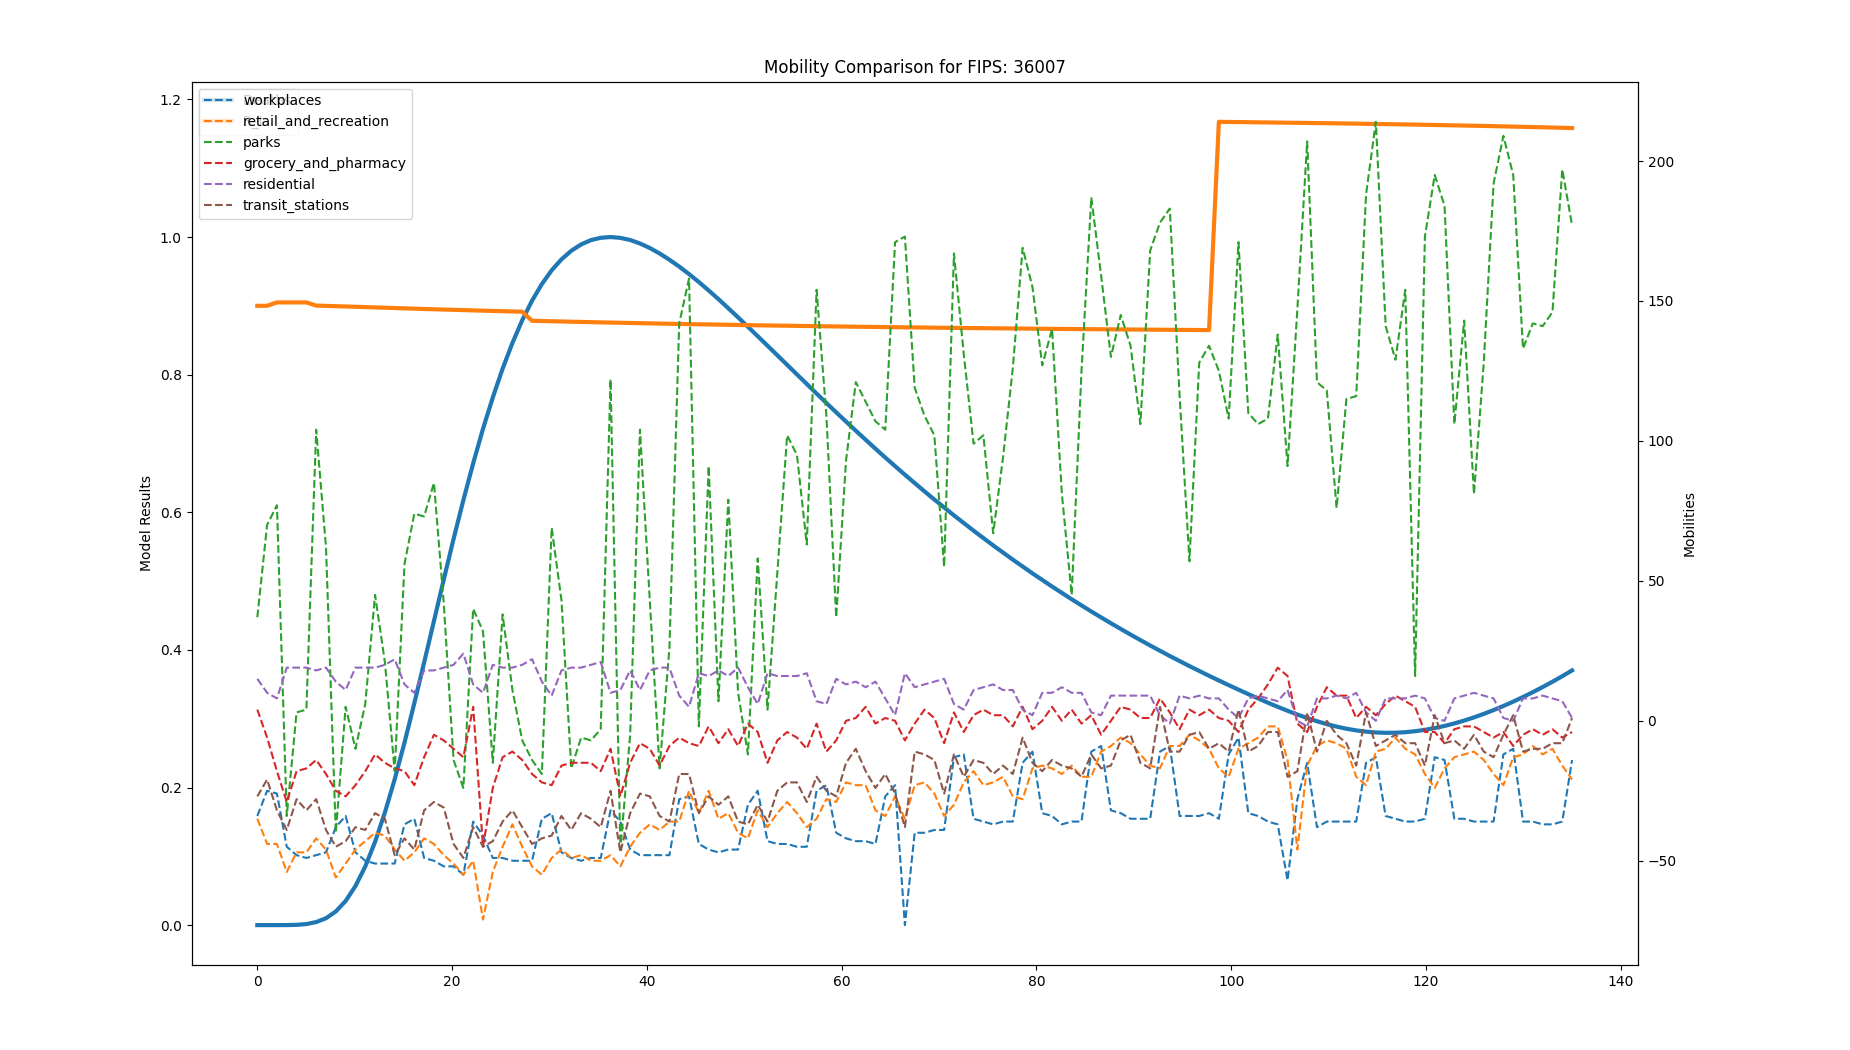 Mobility Comparison for FIPS: 36007
workplaces
retail_and_recreation
parks
grocery_and_pharmacy
residential
transit_stations
1.2
1.0
0.8
0.6
0.4
0.2
0.0
Model Results
200
150
100
50
0
−50
Mobilities
0
20
40
60
80
100
120
140